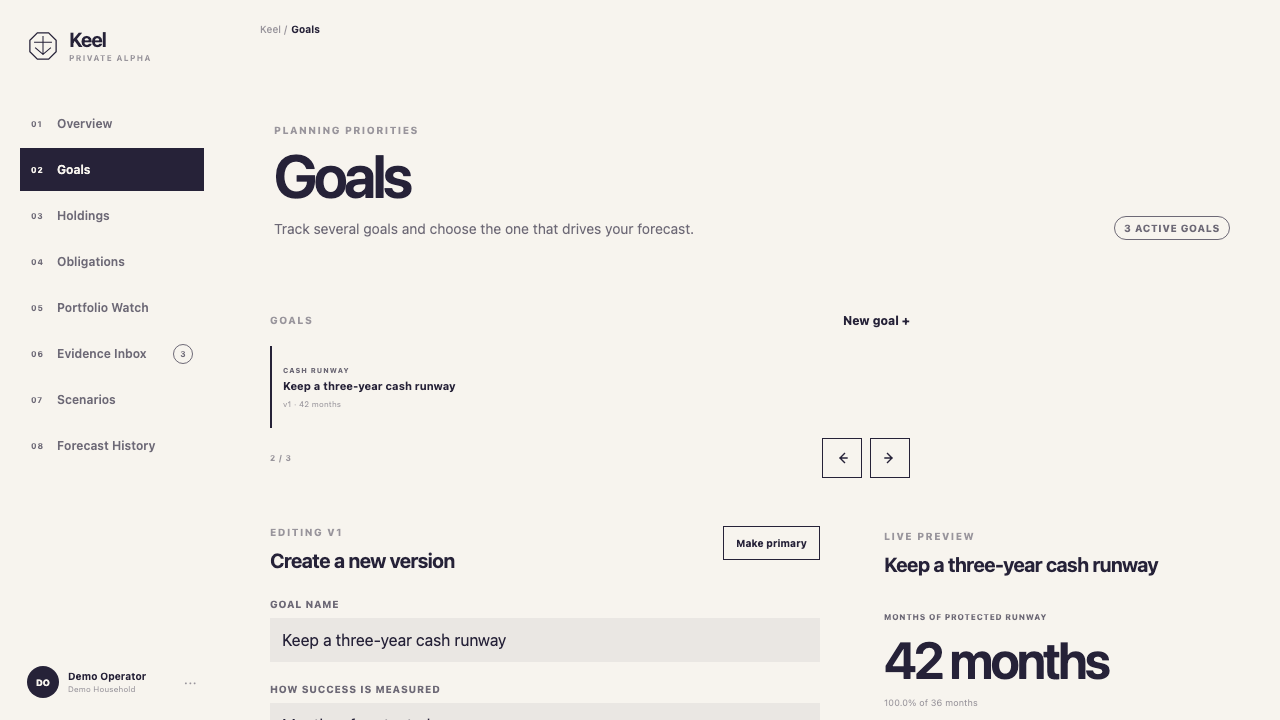 Keel
PRIVATE ALPHA
Keel / Goals
01 Overview
02 Goals
03 Holdings
04 Obligations
05 Portfolio Watch
06 Evidence Inbox 3
07 Scenarios
08 Forecast History
DO Demo Operator
Demo Household
...
PLANNING PRIORITIES
Goals
Track several goals and choose the one that drives your forecast.
3 ACTIVE GOALS
GOALS
New goal +
CASH RUNWAY
Keep a three-year cash runway
v1 · 42 months
2 / 3
← →
EDITING V1
Create a new version
Make primary
GOAL NAME
Keep a three-year cash runway
HOW SUCCESS IS MEASURED
LIVE PREVIEW
Keep a three-year cash runway
MONTHS OF PROTECTED RUNWAY
42 months
100.0% of 36 months